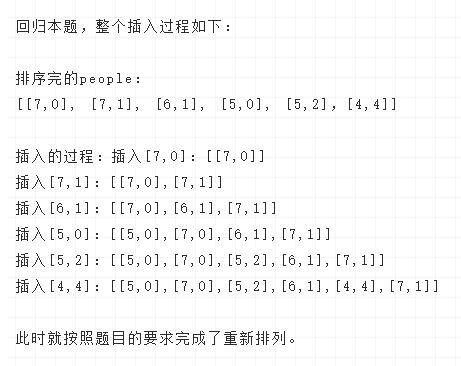 回归本题，整个插入过程如下：
排序完的people：
[[7,0], [7,1], [6,1], [5,0], [5,2], [4,4]]
插入的过程：插入[7,0]：[[7,0]]
插入[7,1]：[[7,0],[7,1]]
插入[6,1]：[[7,0],[6,1],[7,1]]
插入[5,0]：[[5,0],[7,0],[6,1],[7,1]]
插入[5,2]：[[5,0],[7,0],[5,2],[6,1],[7,1]]
插入[4,4]：[[5,0],[7,0],[5,2],[6,1],[4,4],[7,1]]
此时就按照题目的要求完成了重新排列。